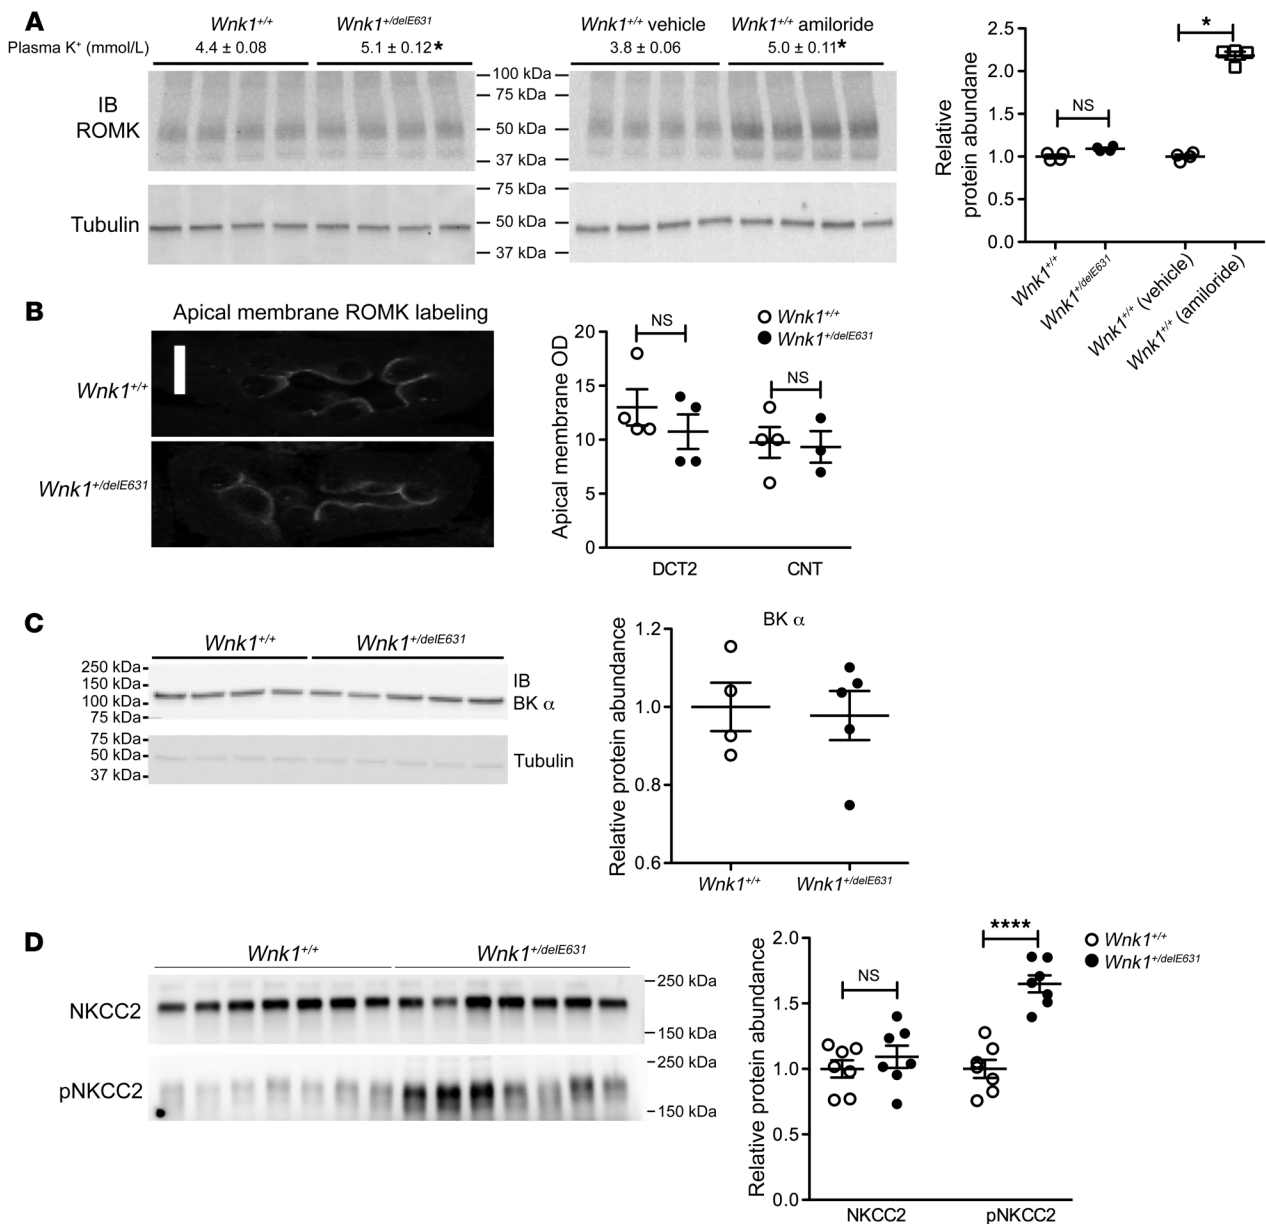 A
Wnk1+/+ Wnk1+/delE631
Plasma K+ (mmol/L) 4.4 ± 0.08 5.1 ± 0.12*
Wnk1+/+ vehicle Wnk1+/+ amiloride
3.8 ± 0.06 5.0 ± 0.11*
IB
ROMK
100 kDa
75 kDa
50 kDa
37 kDa
Tubulin
75 kDa
50 kDa
37 kDa
Relative
protein abundane
2.5
2.0
1.5
1.0
0.5
0.0
NS
*
Wnk1+/+
Wnk1+/delE631
Wnk1+/+ (vehicle)
Wnk1+/+ (amiloride)
B
Apical membrane ROMK labeling
Wnk1+/+
Wnk1+/delE631
Apical membrane OD
20
15
10
5
0
NS
NS
Wnk1+/+
Wnk1+/delE631
DCT2 CNT
C
Wnk1+/+ Wnk1+/delE631
250 kDa
150 kDa
100 kDa
75 kDa
IB
BK α
75 kDa
50 kDa
37 kDa
Tubulin
BK α
Relative protein abundance
1.2
1.0
0.8
0.6
Wnk1+/+ Wnk1+/delE631
D
Wnk1+/+ Wnk1+/delE631
NKCC2
250 kDa
150 kDa
pNKCC2
250 kDa
150 kDa
Relative protein abundance
2.0
1.5
1.0
0.5
0.0
NS
****
Wnk1+/+
Wnk1+/delE631
NKCC2 pNKCC2